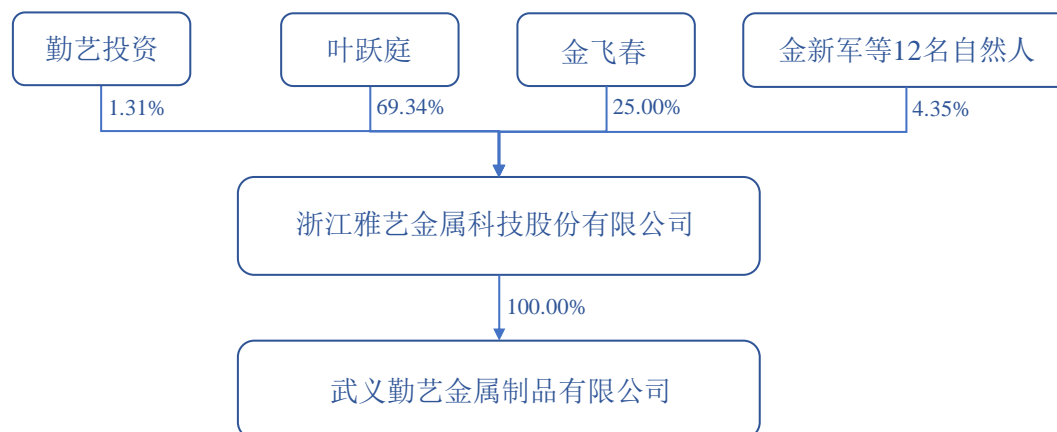 勤艺投资
叶跃庭
金飞春
金新军等12名自然人
1.31%
69.34%
25.00%
4.35%
浙江雅艺金属科技股份有限公司
100.00%
武义勤艺金属制品有限公司